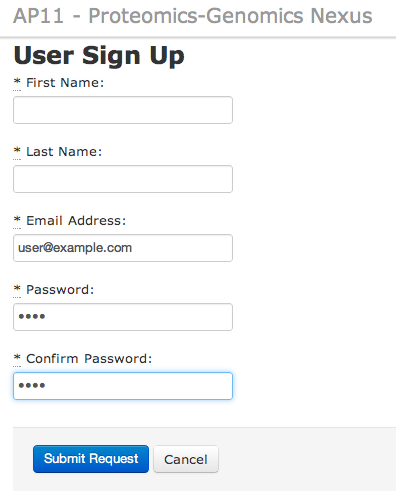 AP11 - Proteomics-Genomics Nexus
User Sign Up
* First Name:
* Last Name:
* Email Address:
user@example.com
* Password:
••••
* Confirm Password:
••••
Submit Request Cancel